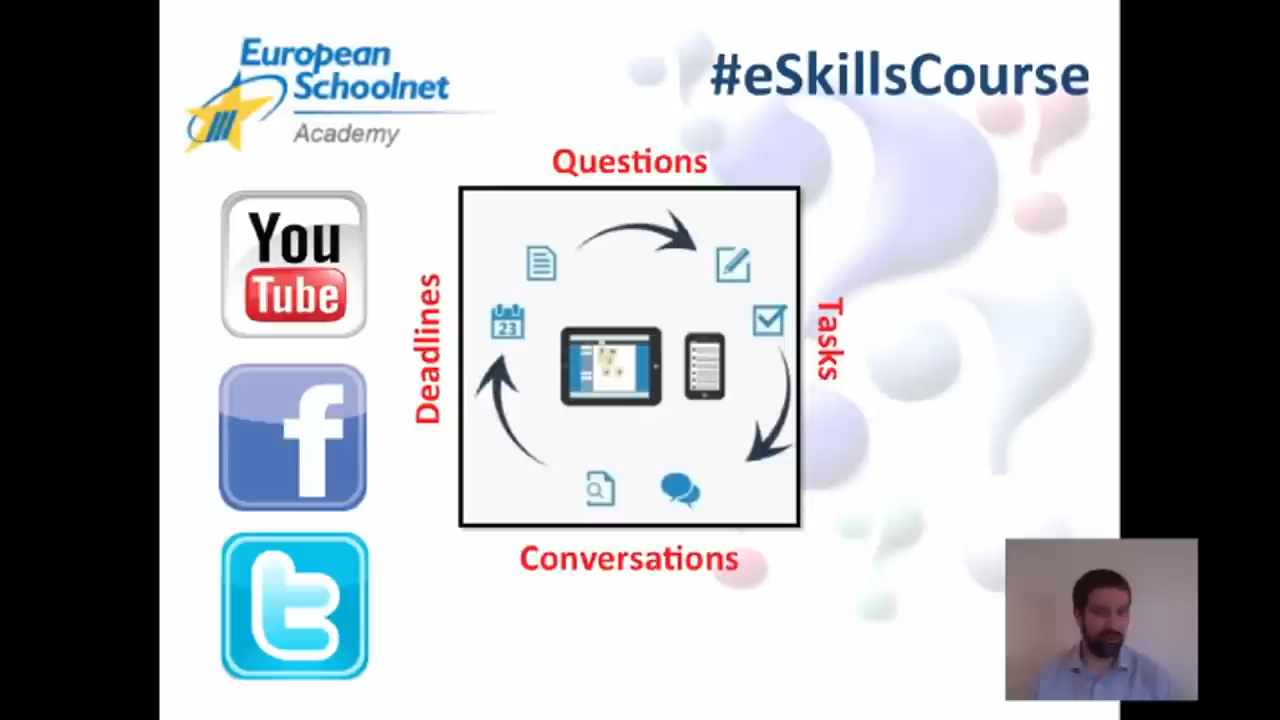 European
Schoolnet
Academy
#eSkillsCourse
Questions
You
Tube
Deadlines
23
Tasks
f
t
Conversations